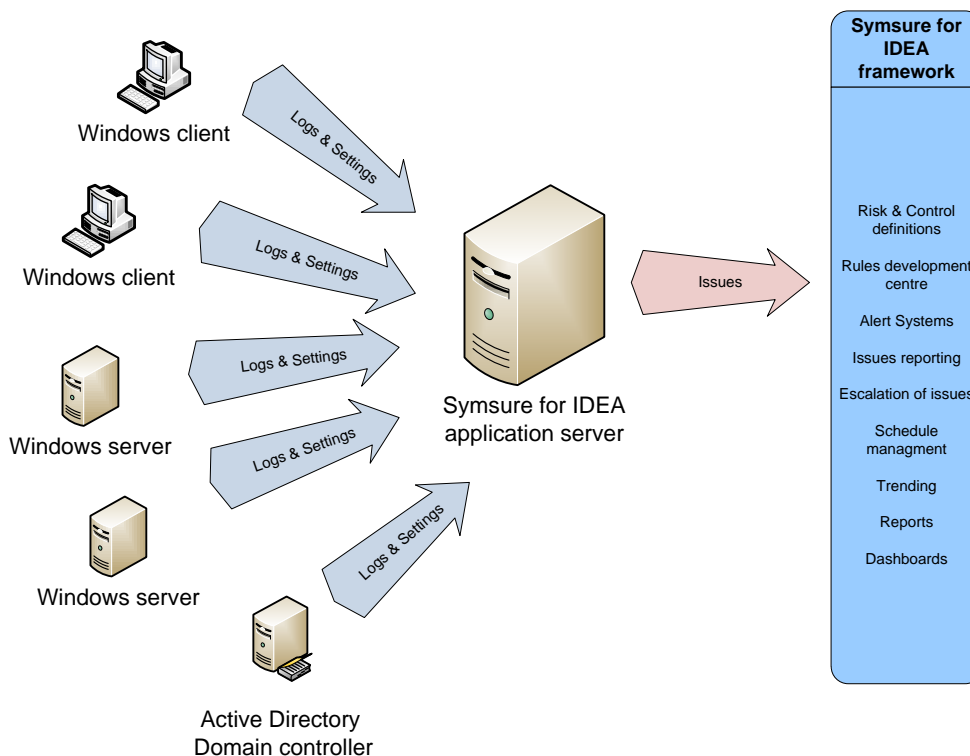 Symsure for
IDEA
framework
Windows client
Logs & Settings
Windows client
Logs & Settings
Windows server
Logs & Settings
Windows server
Logs & Settings
Active Directory
Domain controller
Logs & Settings
Symsure for IDEA
application server
Issues
Risk & Control
definitions
Rules development
centre
Alert Systems
Issues reporting
Escalation of issues
Schedule
managment
Trending
Reports
Dashboards